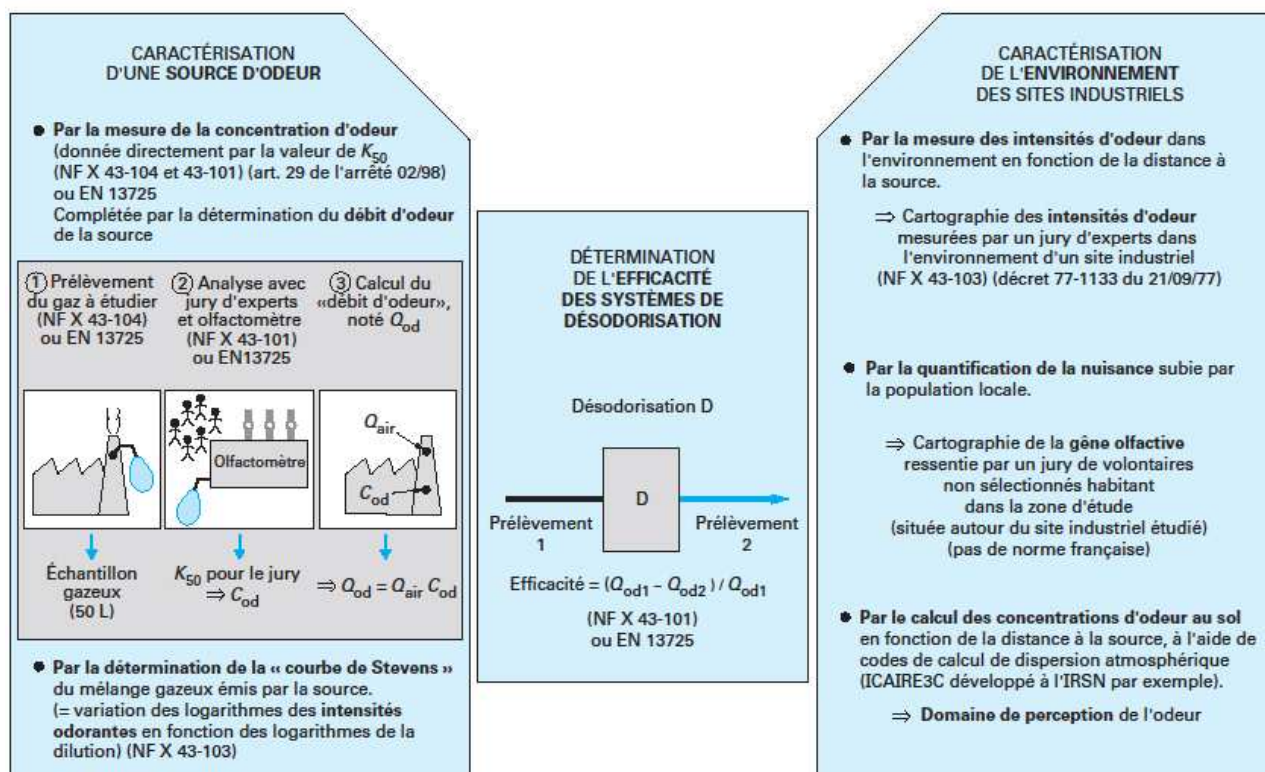 CARACTÉRISATION
D'UNE SOURCE D'ODEUR
● Par la mesure de la concentration d'odeur
(donnée directement par la valeur de K50
(NF X 43-104 et 43-101) (art. 29 de l'arrêté 02/98)
ou EN 13725
Complétée par la détermination du débit d'odeur
de la source
① Prélèvement
du gaz à étudier
(NF X 43-104)
ou EN 13725
② Analyse avec
jury d'experts
et olfactomètre
(NF X 43-101)
ou EN13725
③ Calcul du
«débit d'odeur»,
noté Qod
Olfactomètre
Qair
Cod
Échantillon
gazeux
(50 L)
K50 pour le jury
⇒ Cod
⇒ Qod = Qair Cod
● Par la détermination de la « courbe de Stevens »
du mélange gazeux émis par la source.
(= variation des logarithmes des intensités
odorantes en fonction des logarithmes de la
dilution) (NF X 43-103)
DÉTERMINATION
DE L'EFFICACITÉ
DES SYSTÈMES DE
DÉSODORISATION
Désodorisation D
D
Prélèvement
1
Prélèvement
2
Efficacité = (Qod1 – Qod2) / Qod1
(NF X 43-101)
ou EN 13725
CARACTÉRISATION
DE L'ENVIRONNEMENT
DES SITES INDUSTRIELS
● Par la mesure des intensités d'odeur dans
l'environnement en fonction de la distance à
la source.
⇒ Cartographie des intensités d'odeur
mesurées par un jury d'experts dans
l'environnement d'un site industriel
(NF X 43-103) (décret 77-1133 du 21/09/77)
● Par la quantification de la nuisance subie par
la population locale.
⇒ Cartographie de la gêne olfactive
ressentie par un jury de volontaires
non sélectionnés habitant
dans la zone d'étude
(située autour du site industriel étudié)
(pas de norme française)
● Par le calcul des concentrations d'odeur au sol
en fonction de la distance à la source, à l'aide de
codes de calcul de dispersion atmosphérique
(ICAIRE3C développé à l'IRSN par exemple).
⇒ Domaine de perception de l'odeur